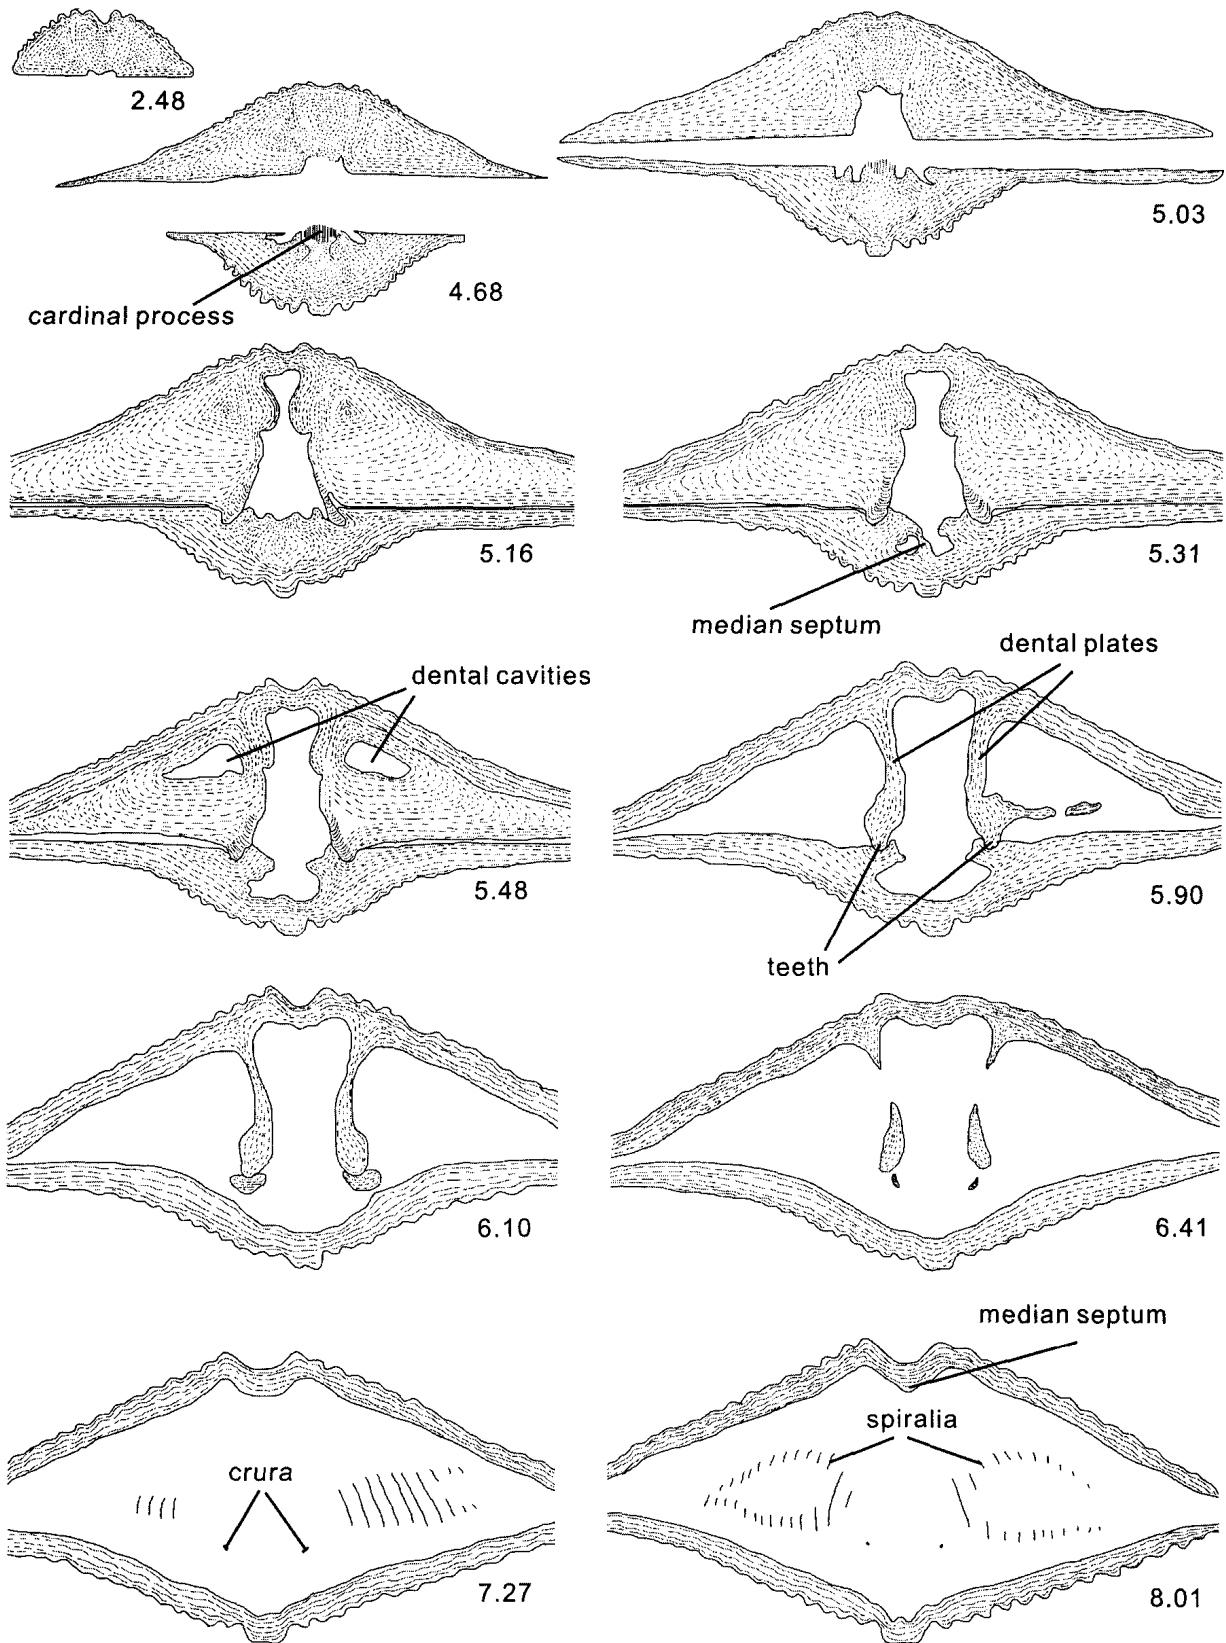 2.48
5.03
4.68
cardinal process
5.16
5.31
median septum
dental plates
dental cavities
5.48
5.90
teeth
6.10
6.41
median septum
spiralia
crura
7.27
8.01